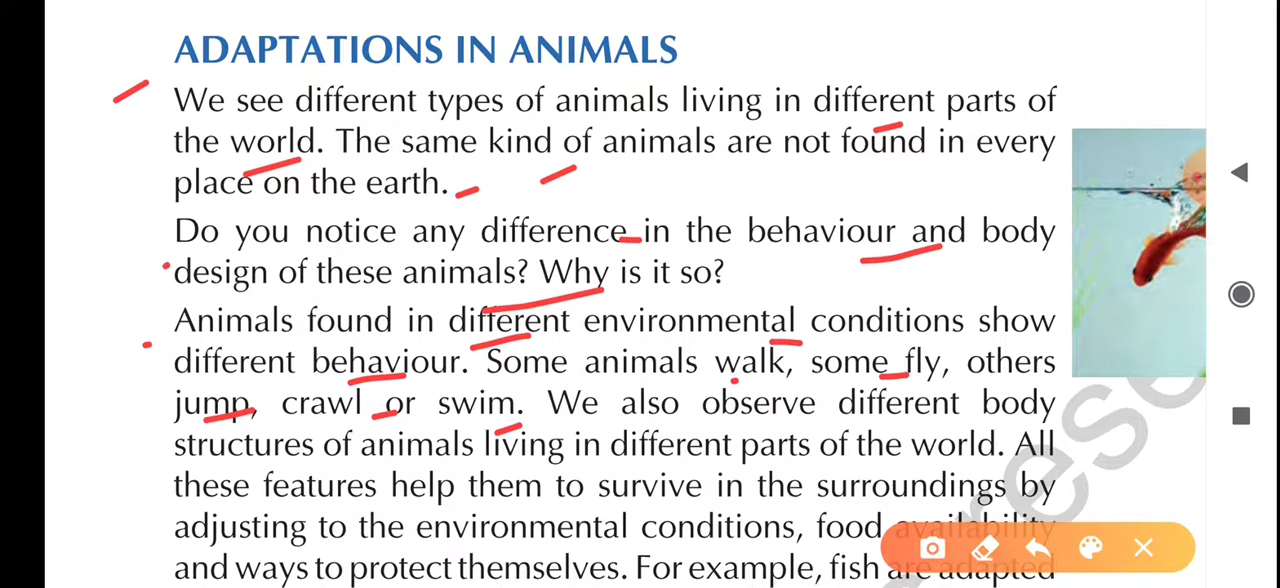 ADAPTATIONS IN ANIMALS
We see different types of animals living in different parts of
the world. The same kind of animals are not found in every
place on the earth.
Do you notice any difference in the behaviour and body
design of these animals? Why is it so?
Animals found in different environmental conditions show
different behaviour. Some animals walk, some fly, others
jump, crawl or swim. We also observe different body
structures of animals living in different parts of the world. All
these features help them to survive in the surroundings by
adjusting to the environmental conditions, food availability
and ways to protect themselves. For example, fish are adapted